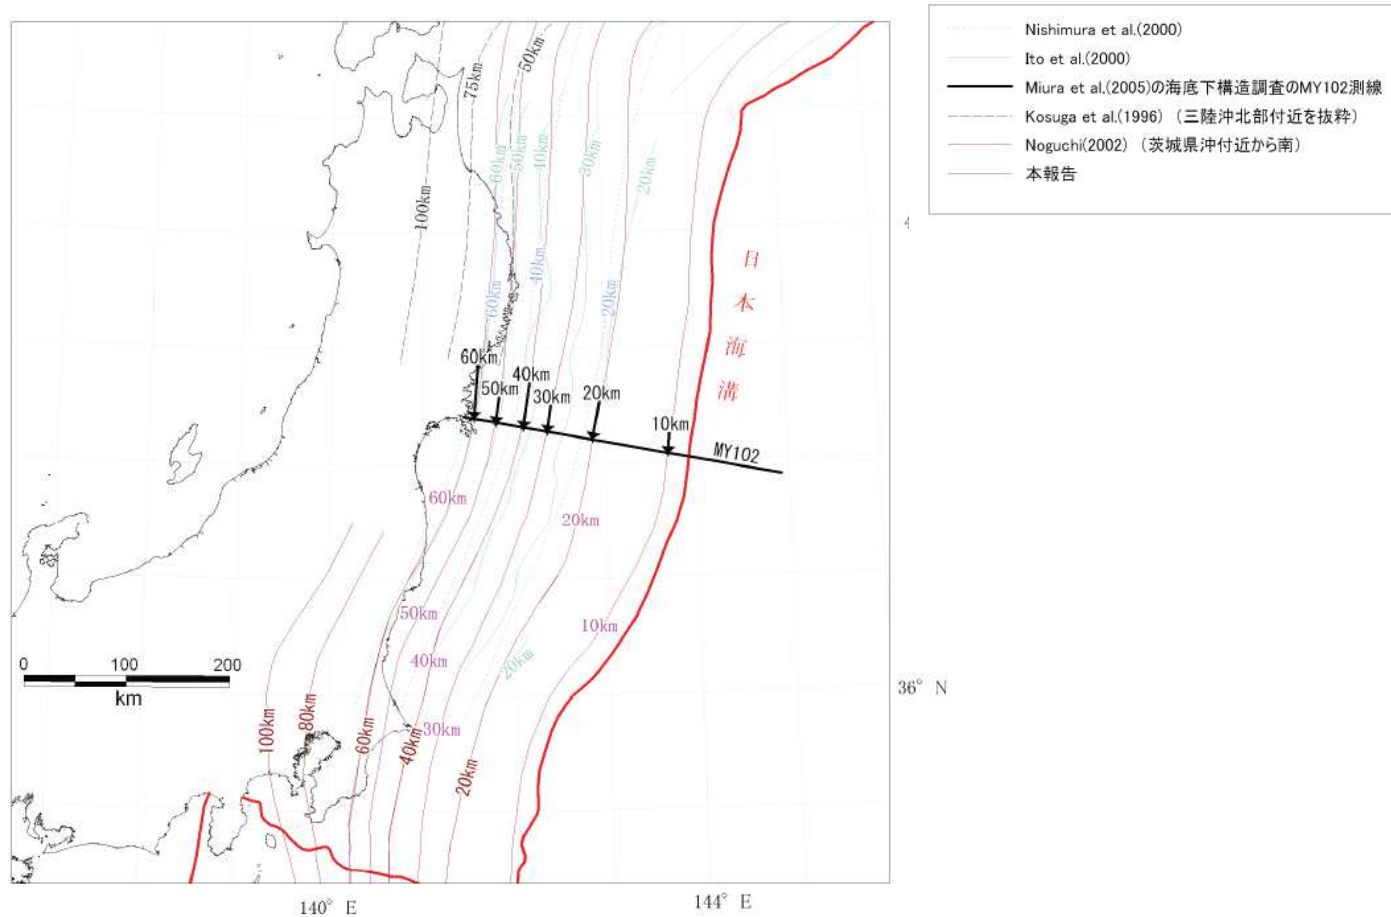 Nishimura et al.(2000)
Ito et al.(2000)
Miura et al.(2005)の海底下構造調査のMY102測線
Kosuga et al.(1996) (三陸沖北部付近を抜粋)
Noguchi(2002) (茨城県沖付近から南)
本報告
50km
75km
100km
60km
50km
40km
30km
20km
日本海溝
60km
40km
20km
60km
50km
40km
30km
20km
10km
MY102
60km
20km
50km
10km
40km
20km
30km
100km
80km
60km
40km
20km
0 100 200
km
36° N
140° E
144° E